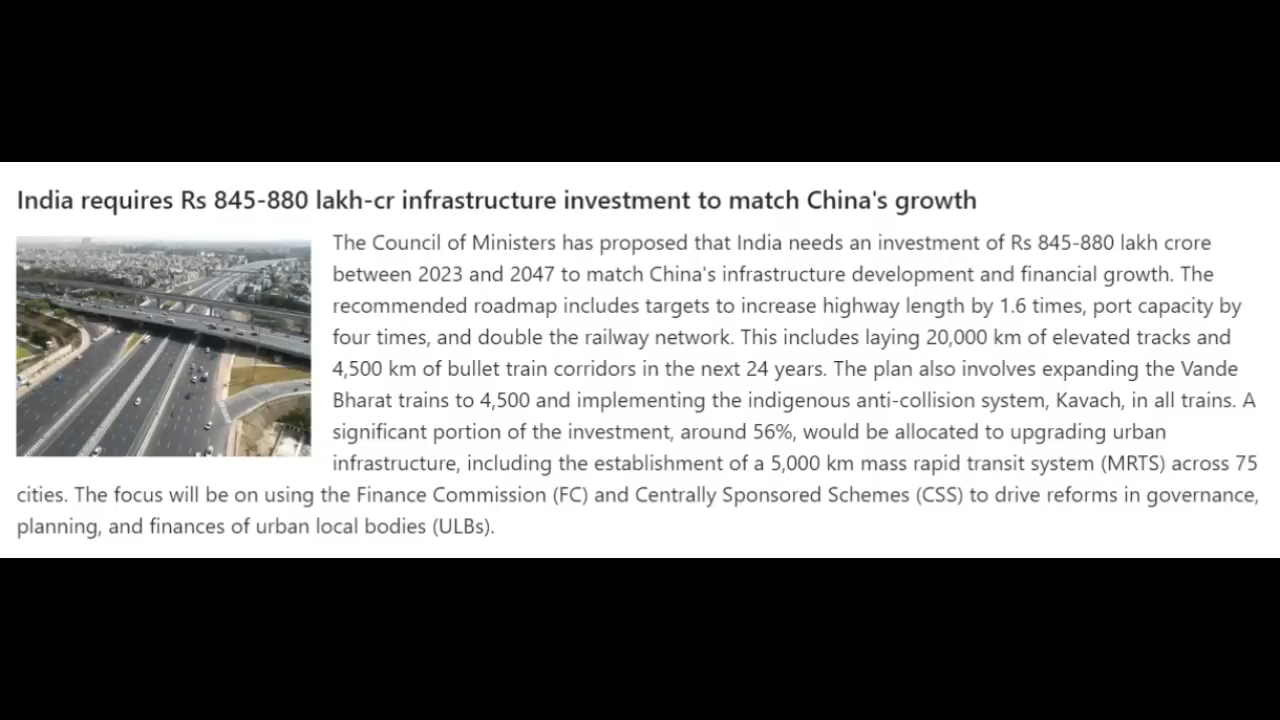 India requires Rs 845-880 lakh-cr infrastructure investment to match China's growth
The Council of Ministers has proposed that India needs an investment of Rs 845-880 lakh crore
between 2023 and 2047 to match China's infrastructure development and financial growth. The
recommended roadmap includes targets to increase highway length by 1.6 times, port capacity by
four times, and double the railway network. This includes laying 20,000 km of elevated tracks and
4,500 km of bullet train corridors in the next 24 years. The plan also involves expanding the Vande
Bharat trains to 4,500 and implementing the indigenous anti-collision system, Kavach, in all trains. A
significant portion of the investment, around 56%, would be allocated to upgrading urban
infrastructure, including the establishment of a 5,000 km mass rapid transit system (MRTS) across 75
cities. The focus will be on using the Finance Commission (FC) and Centrally Sponsored Schemes (CSS) to drive reforms in governance,
planning, and finances of urban local bodies (ULBs).